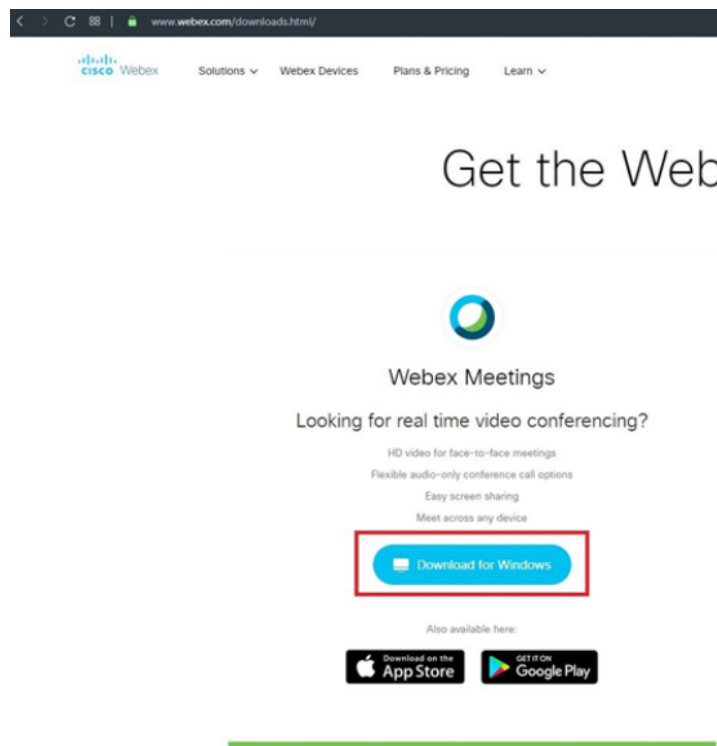 www.webex.com/downloads.html/
cisco Webex Solutions Webex Devices Plans & Pricing Learn
Get the Web
Webex Meetings
Looking for real time video conferencing?
HD video for face-to-face meetings
Flexible audio-only conference call options
Easy screen sharing
Meet across any device
Download for Windows
Also available here:
Download on the App Store GET IT ON Google Play